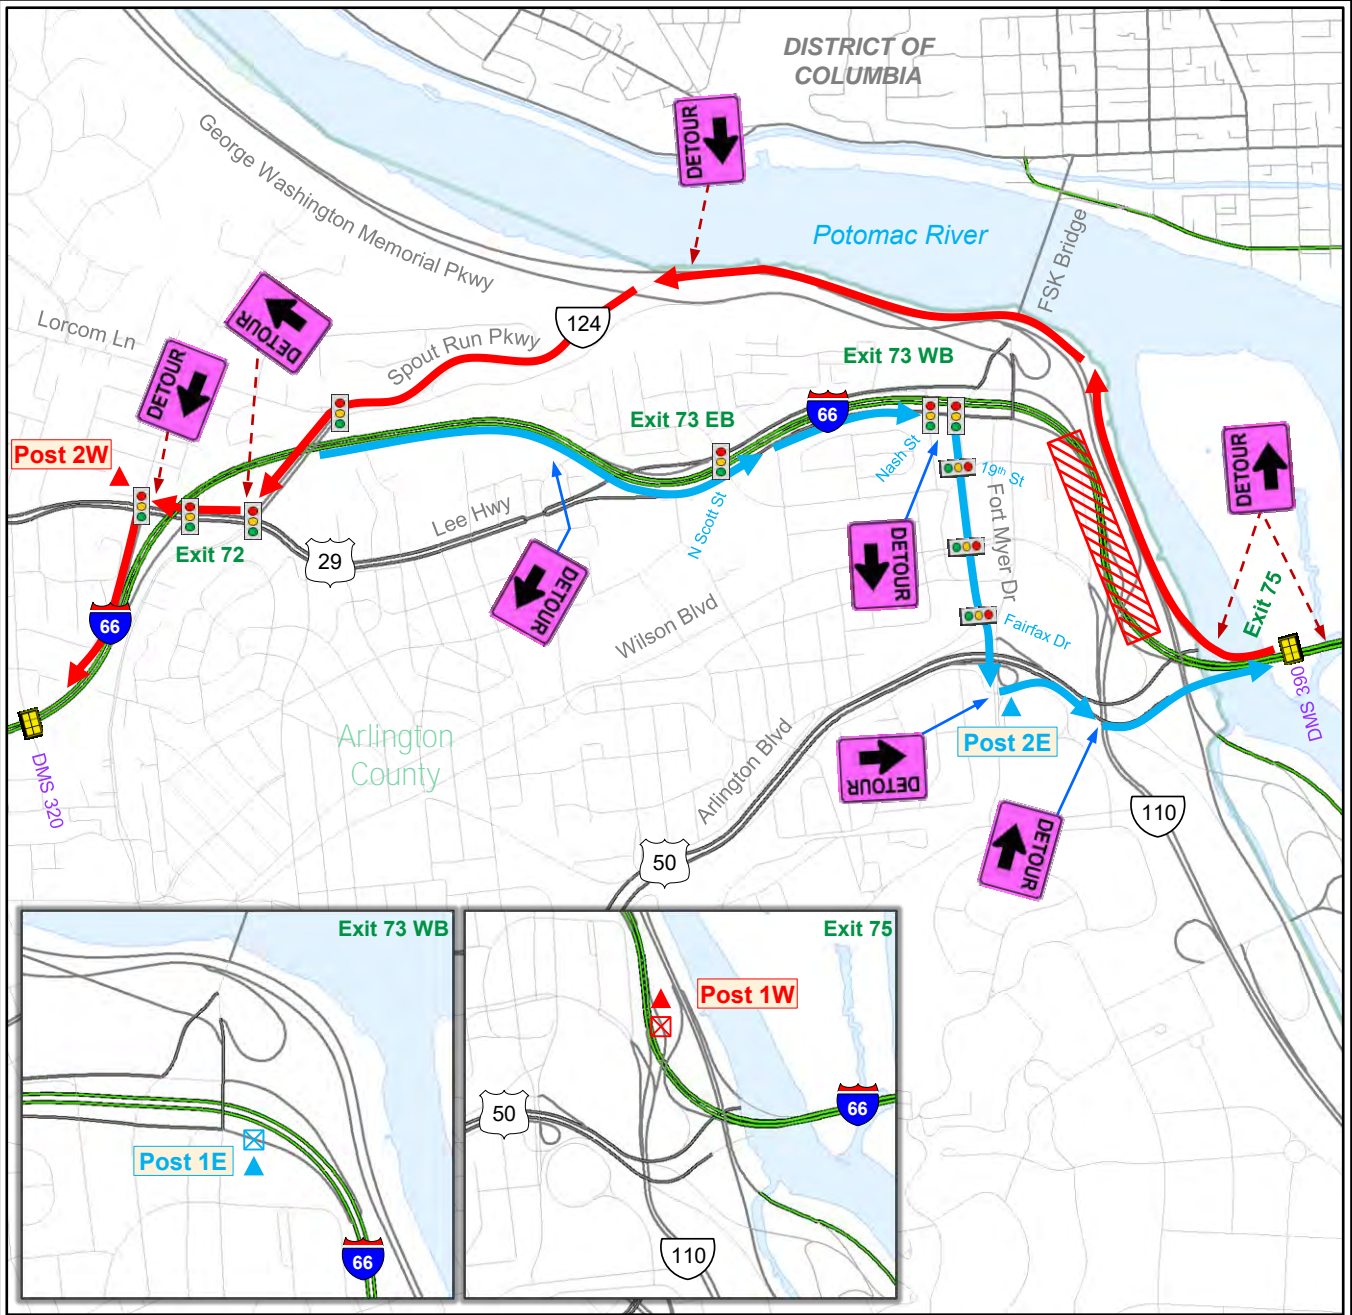 DISTRICT OF
COLUMBIA
DETOUR
George Washington Memorial Pkwy
Potomac River
FSK Bridge
DETOUR
Lorcom Ln
124
Spout Run Pkwy
DETOUR
Exit 73 WB
66
Exit 73 EB
Post 2W
Nash St
19th St
DETOUR
Lee Hwy
N Scott St
Fort Myer Dr
Exit 72
29
DETOUR
DETOUR
66
Wilson Blvd
Fairfax Dr
Exit 75
DMS 390
Arlington
County
Post 2E
DMS 320
Arlington Blvd
DETOUR
110
DETOUR
50
Exit 73 WB
Post 1E
66
Exit 75
Post 1W
50
66
110